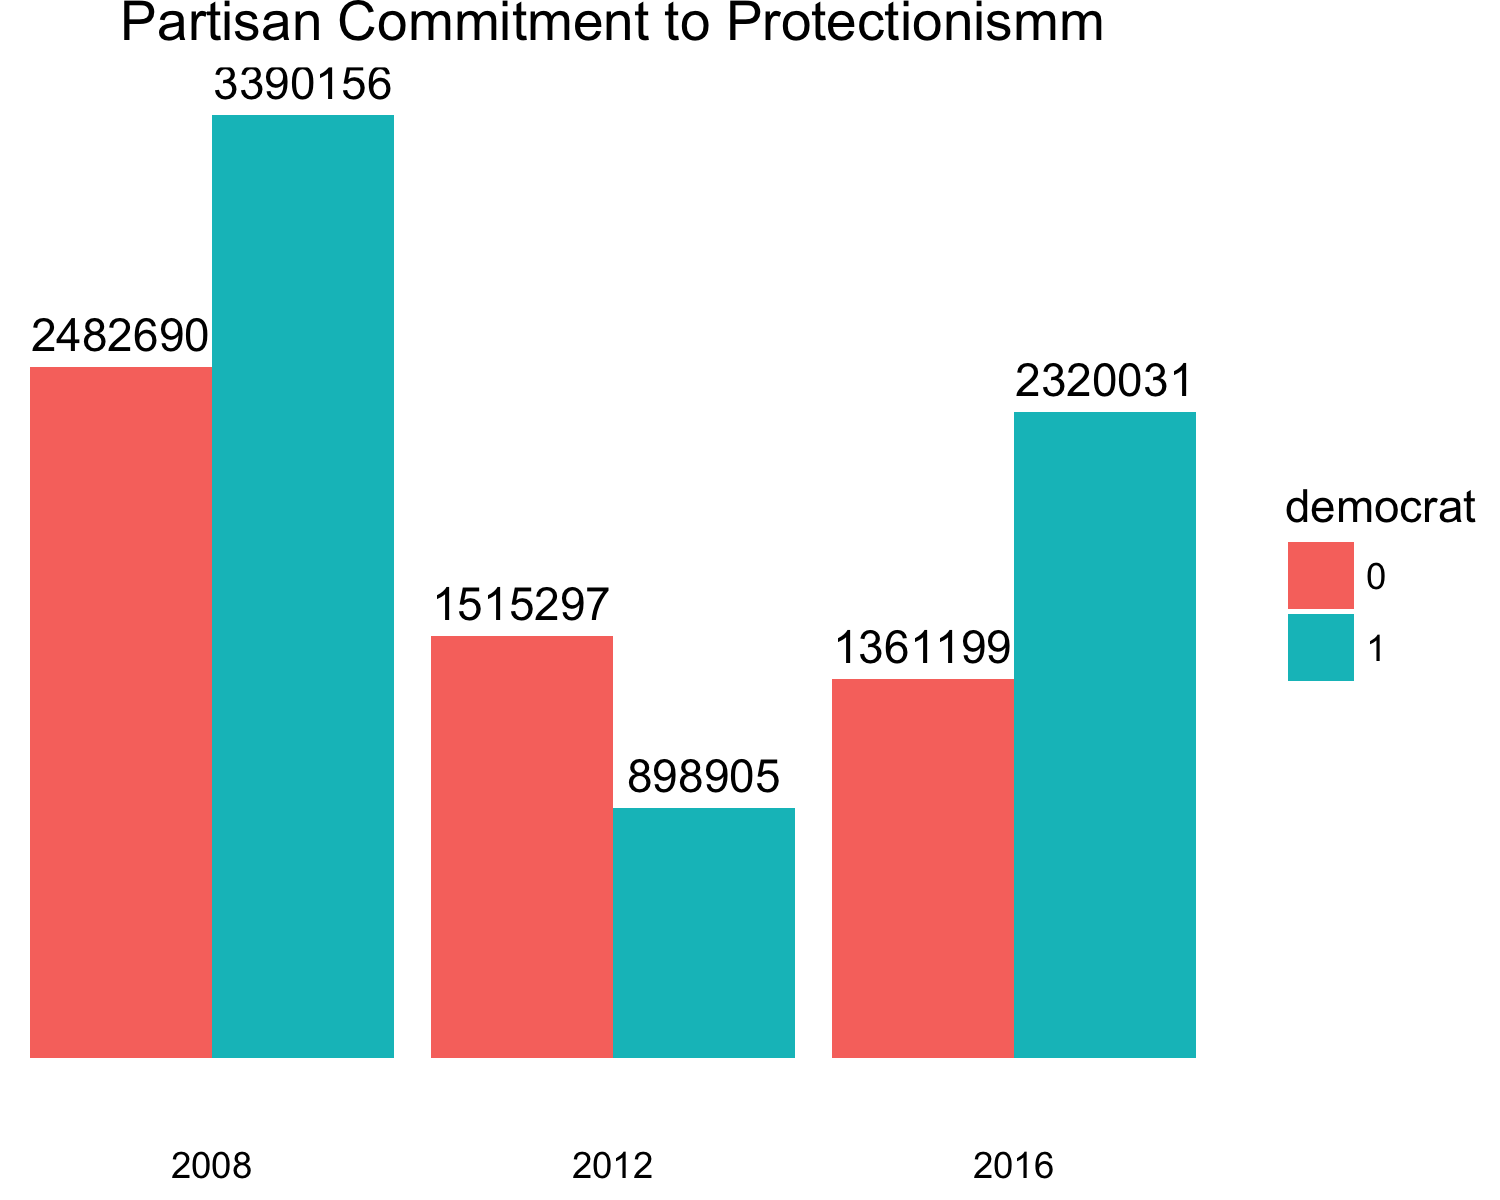 Partisan Commitment to Protectionismm
3390156
2482690
2320031
1515297
1361199
898905
democrat
0
1
2008 2012 2016